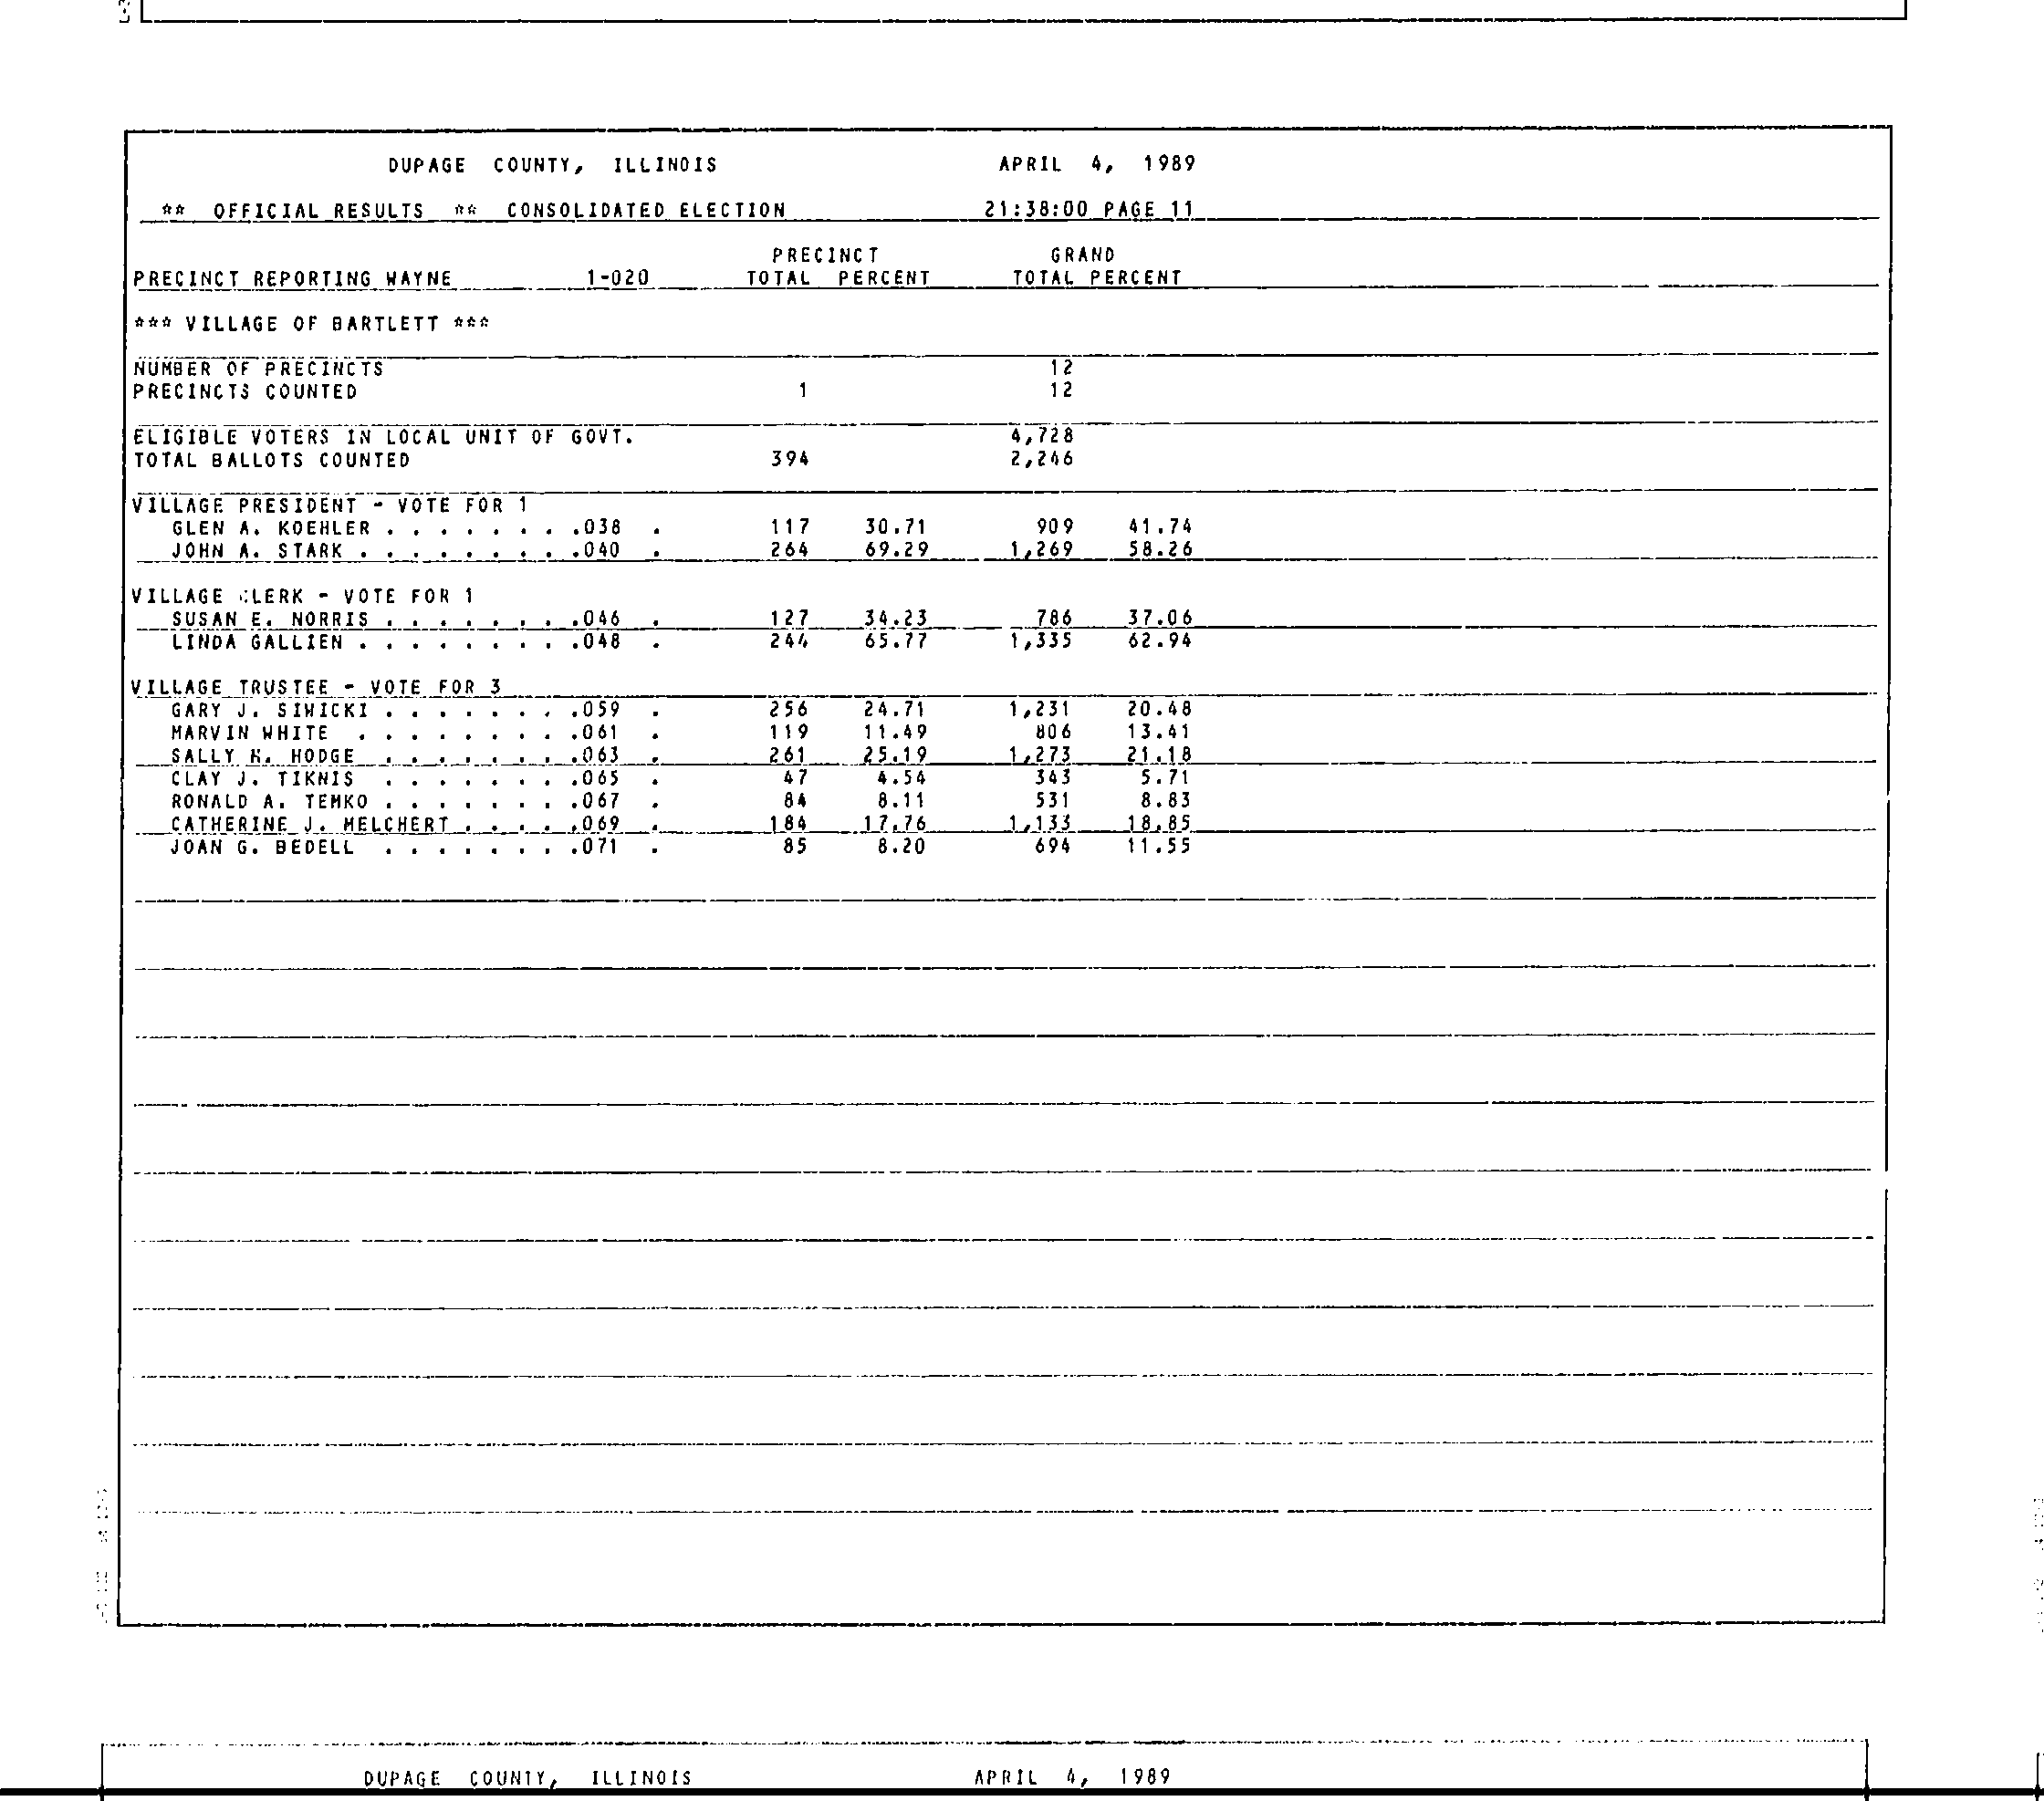 DUPAGE COUNTY, ILLINOIS APRIL 4, 1989
** OFFICIAL RESULTS ** CONSOLIDATED ELECTION 21:38:00 PAGE 11
PRECINCT GRAND
PRECINCT REPORTING WAYNE 1-020 TOTAL PERCENT TOTAL PERCENT
*** VILLAGE OF BARTLETT ***
NUMBER OF PRECINCTS 12
PRECINCTS COUNTED 1 12
ELIGIBLE VOTERS IN LOCAL UNIT OF GOVT. 4,728
TOTAL BALLOTS COUNTED 394 2,246
VILLAGE PRESIDENT - VOTE FOR 1
GLEN A. KOEHLER . . . . . . . .038 . 117 30.71 909 41.74
JOHN A. STARK . . . . . . . . .040 . 264 69.29 1,269 58.26
VILLAGE CLERK - VOTE FOR 1
SUSAN E. NORRIS . . . . . . . .046 . 127 34.23 786 37.06
LINDA GALLIEN . . . . . . . . .048 . 244 65.77 1,335 62.94
VILLAGE TRUSTEE - VOTE FOR 3
GARY J. SIWICKI . . . . . . . .059 . 256 24.71 1,231 20.48
MARVIN WHITE . . . . . . . . .061 . 119 11.49 806 13.41
SALLY H. HODGE . . . . . . . .063 . 261 25.19 1,273 21.18
CLAY J. TIKNIS . . . . . . . .065 . 47 4.54 343 5.71
RONALD A. TEMKO . . . . . . . .067 . 84 8.11 531 8.83
CATHERINE J. MELCHERT . . . . .069 . 184 17.76 1,133 18.85
JOAN G. BEDELL . . . . . . . .071 . 85 8.20 694 11.55
DUPAGE COUNTY, ILLINOIS APRIL 4, 1989